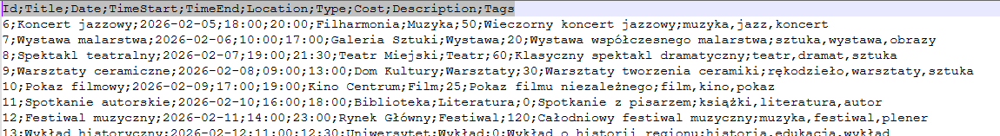 Id;Title;Date;TimeStart;TimeEnd;Location;Type;Cost;Description;Tags
6;Koncert jazzowy;2026-02-05;18:00;20:00;Filharmonia;Muzyka;50;Wieczorny koncert jazzowy;muzyka,jazz,koncert
7;Wystawa malarstwa;2026-02-06;10:00;17:00;Galeria Sztuki;Wystawa;20;Wystawa współczesnego malarstwa;sztuka,wystawa,obrazy
8;Spektakl teatralny;2026-02-07;19:00;21:30;Teatr Miejski;Teatr;60;Klasyczny spektakl dramatyczny;teatr,dramat,sztuka
9;Warsztaty ceramiczne;2026-02-08;09:00;13:00;Dom Kultury;Warsztaty;30;Warsztaty tworzenia ceramiki;rękodzieło,warsztaty,sztuka
10;Pokaz filmowy;2026-02-09;17:00;19:00;Kino Centrum;Film;25;Pokaz filmu niezależnego;film,kino,pokaz
11;Spotkanie autorskie;2026-02-10;16:00;18:00;Biblioteka;Literatura;0;Spotkanie z pisarzem;książki,literatura,autor
12;Festiwal muzyczny;2026-02-11;14:00;23:00;Rynek Główny;Festiwal;120;Całodniowy festiwal muzyczny;muzyka,festiwal,plener
13;Wykład historyczny;2026-02-12;11:00;12:30;Uniwersytet;Wykład;0;Wykład o historii regionu;historia,edukacja,wykład